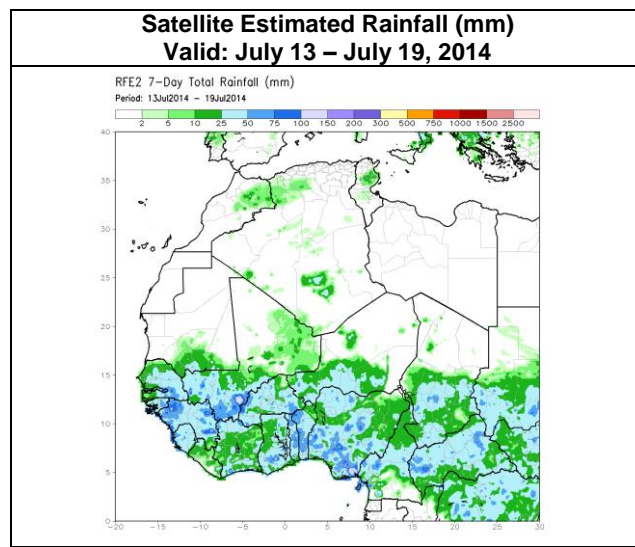 Satellite Estimated Rainfall (mm)
Valid: July 13 – July 19, 2014
RFE2 7-Day Total Rainfall (mm)
Period: 13Jul2014 – 19Jul2014
2 5 10 25 50 75 100 150 200 300 500 750 1000 1500 2500
40
35
30
25
20
15
10
5
0
-20 -15 -10 -5 0 5 10 15 20 25 30